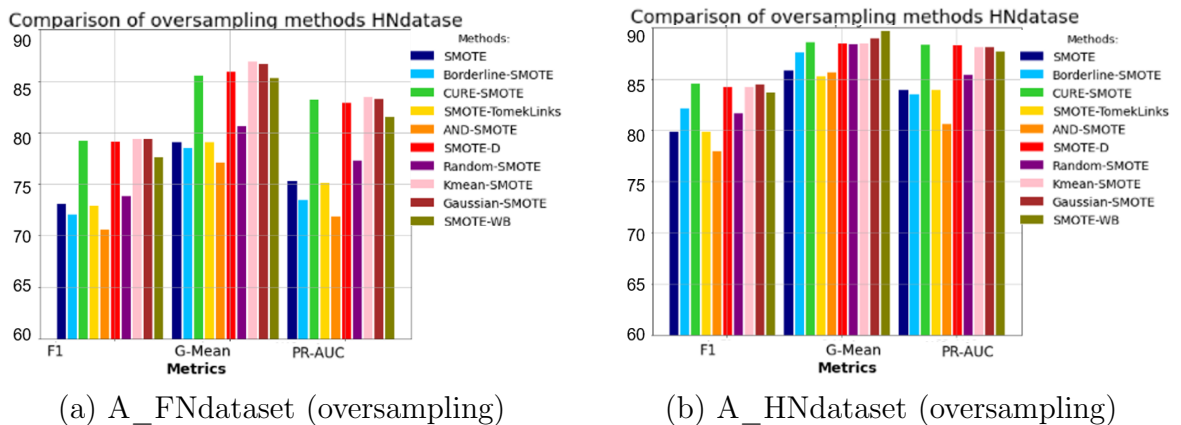 Comparison of oversampling methods HNdatase
90
85
80
75
70
65
60
F1
G-Mean
PR-AUC
Metrics
Methods:
SMOTE
Borderline-SMOTE
CURE-SMOTE
SMOTE-TomekLinks
AND-SMOTE
SMOTE-D
Random-SMOTE
Kmean-SMOTE
Gaussian-SMOTE
SMOTE-WB
(a) A_FNdataset (oversampling)
Comparison of oversampling methods HNdatase
90
85
80
75
70
65
60
F1
G-Mean
PR-AUC
Metrics
Methods:
SMOTE
Borderline-SMOTE
CURE-SMOTE
SMOTE-TomekLinks
AND-SMOTE
SMOTE-D
Random-SMOTE
Kmean-SMOTE
Gaussian-SMOTE
SMOTE-WB
(b) A_HNdataset (oversampling)